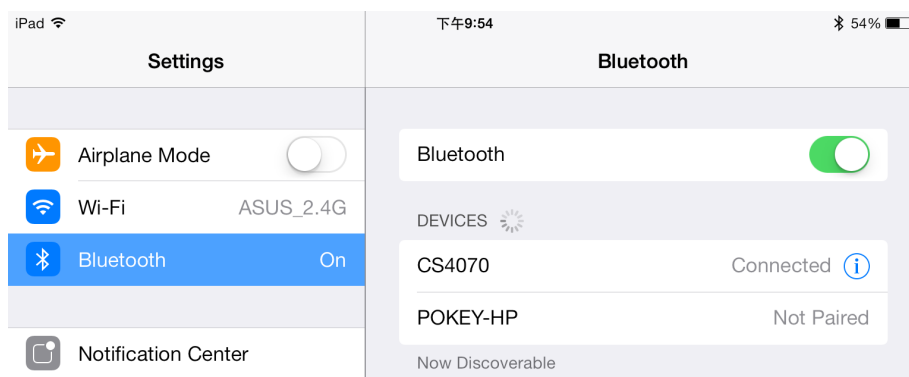 iPad 下午9:54 54%
Settings
Bluetooth
Airplane Mode
Wi-Fi ASUS_2.4G
Bluetooth On
Notification Center
Bluetooth
DEVICES
CS4070 Connected
POKEY-HP Not Paired
Now Discoverable